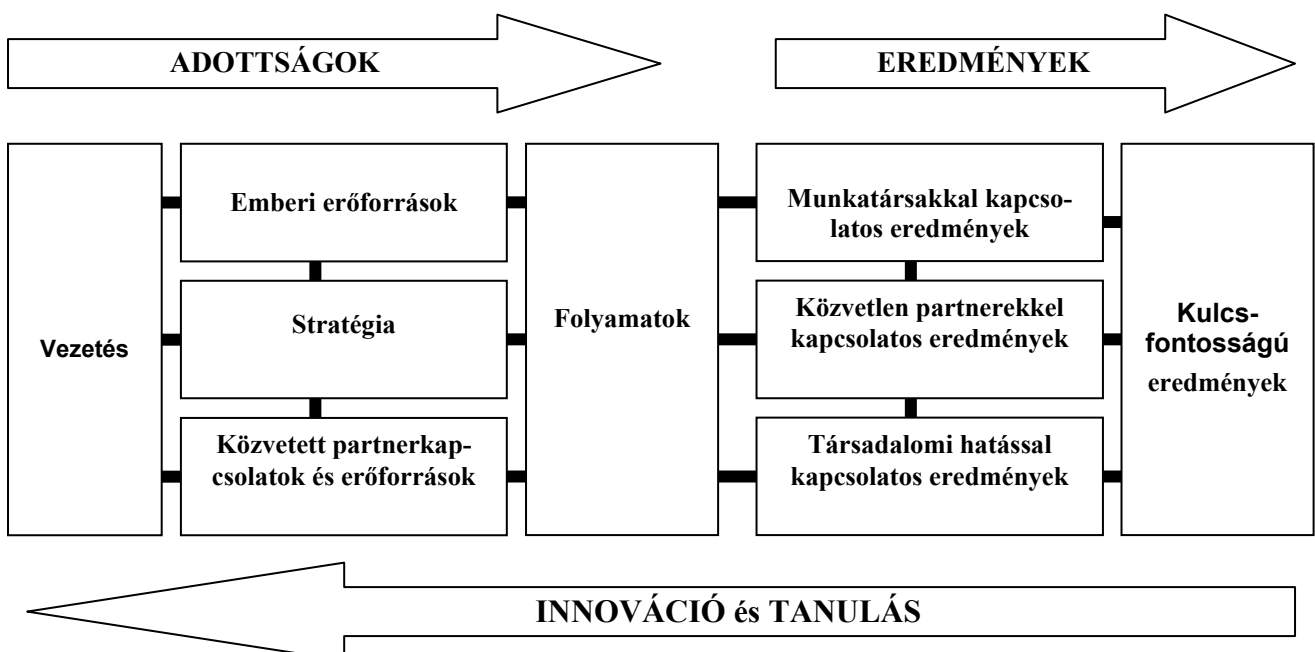 ADOTTSÁGOK
EREDMÉNYEK
Vezetés
Emberi erőforrások
Stratégia
Közvetett partnerkap-
csolatok és erőforrások
Folyamatok
Munkatársakkal kapcso-
latos eredmények
Közvetlen partnerekkel
kapcsolatos eredmények
Társadalomi hatással
kapcsolatos eredmények
Kulcs-
fontosságú
eredmények
INNOVÁCIÓ és TANULÁS